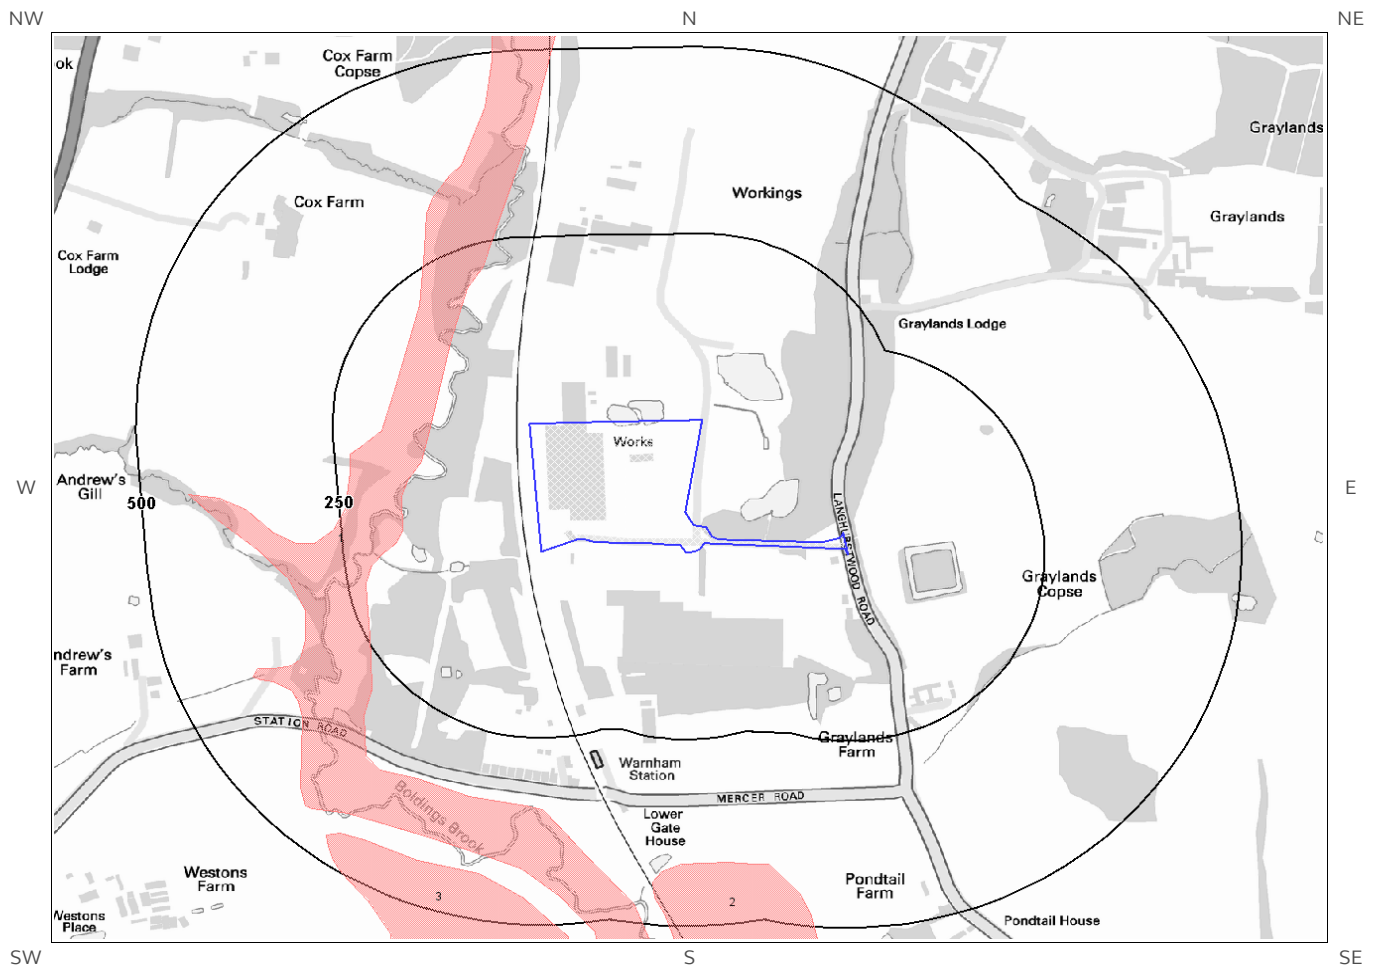 NW
N
NE
ok
Cox Farm
Copse
Graylands
Workings
Cox Farm
Graylands
Cox Farm
Lodge
Graylands Lodge
Works
Andrew's
Gill
500
250
LANGHURSTWOOD ROAD
W
E
Graylands
Copse
ndrew's
Farm
STATION ROAD
Graylands
Farm
Warnham
Station
MERCER ROAD
Boldings Brook
Lower
Gate
House
Westons
Farm
Pondtail
Farm
3
2
Westons
Place
Pondtail House
SW
S
SE